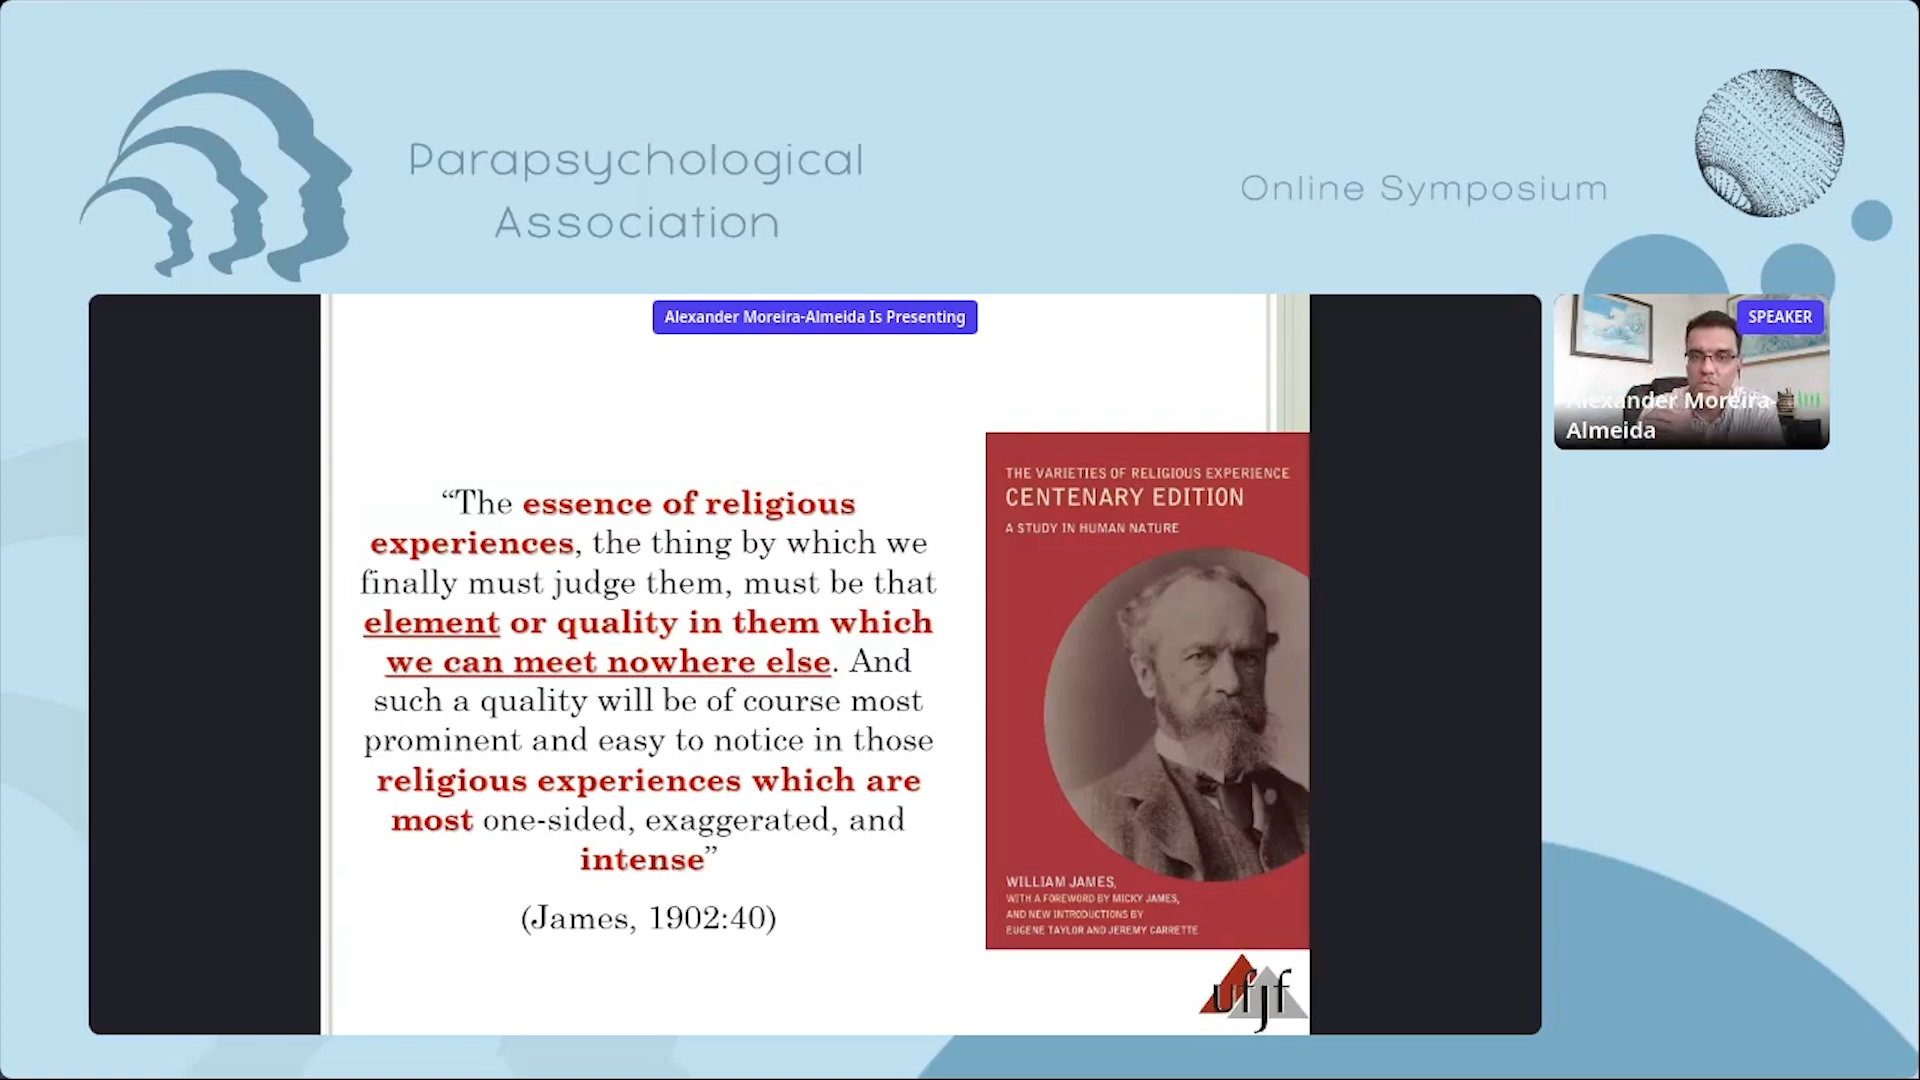 Parapsychological
Association
Online Symposium
Alexander Moreira-Almeida Is Presenting
SPEAKER
Alexander Moreira-
Almeida
“The essence of religious
experiences, the thing by which we
finally must judge them, must be that
element or quality in them which
we can meet nowhere else. And
such a quality will be of course most
prominent and easy to notice in those
religious experiences which are
most one-sided, exaggerated, and
intense”
(James, 1902:40)
THE VARIETIES OF RELIGIOUS EXPERIENCE
CENTENARY EDITION
A STUDY IN HUMAN NATURE
WILLIAM JAMES,
WITH A FOREWORD BY MICKY JAMES,
AND NEW INTRODUCTIONS BY
EUGENE TAYLOR AND JEREMY CARRETTE
ufjf